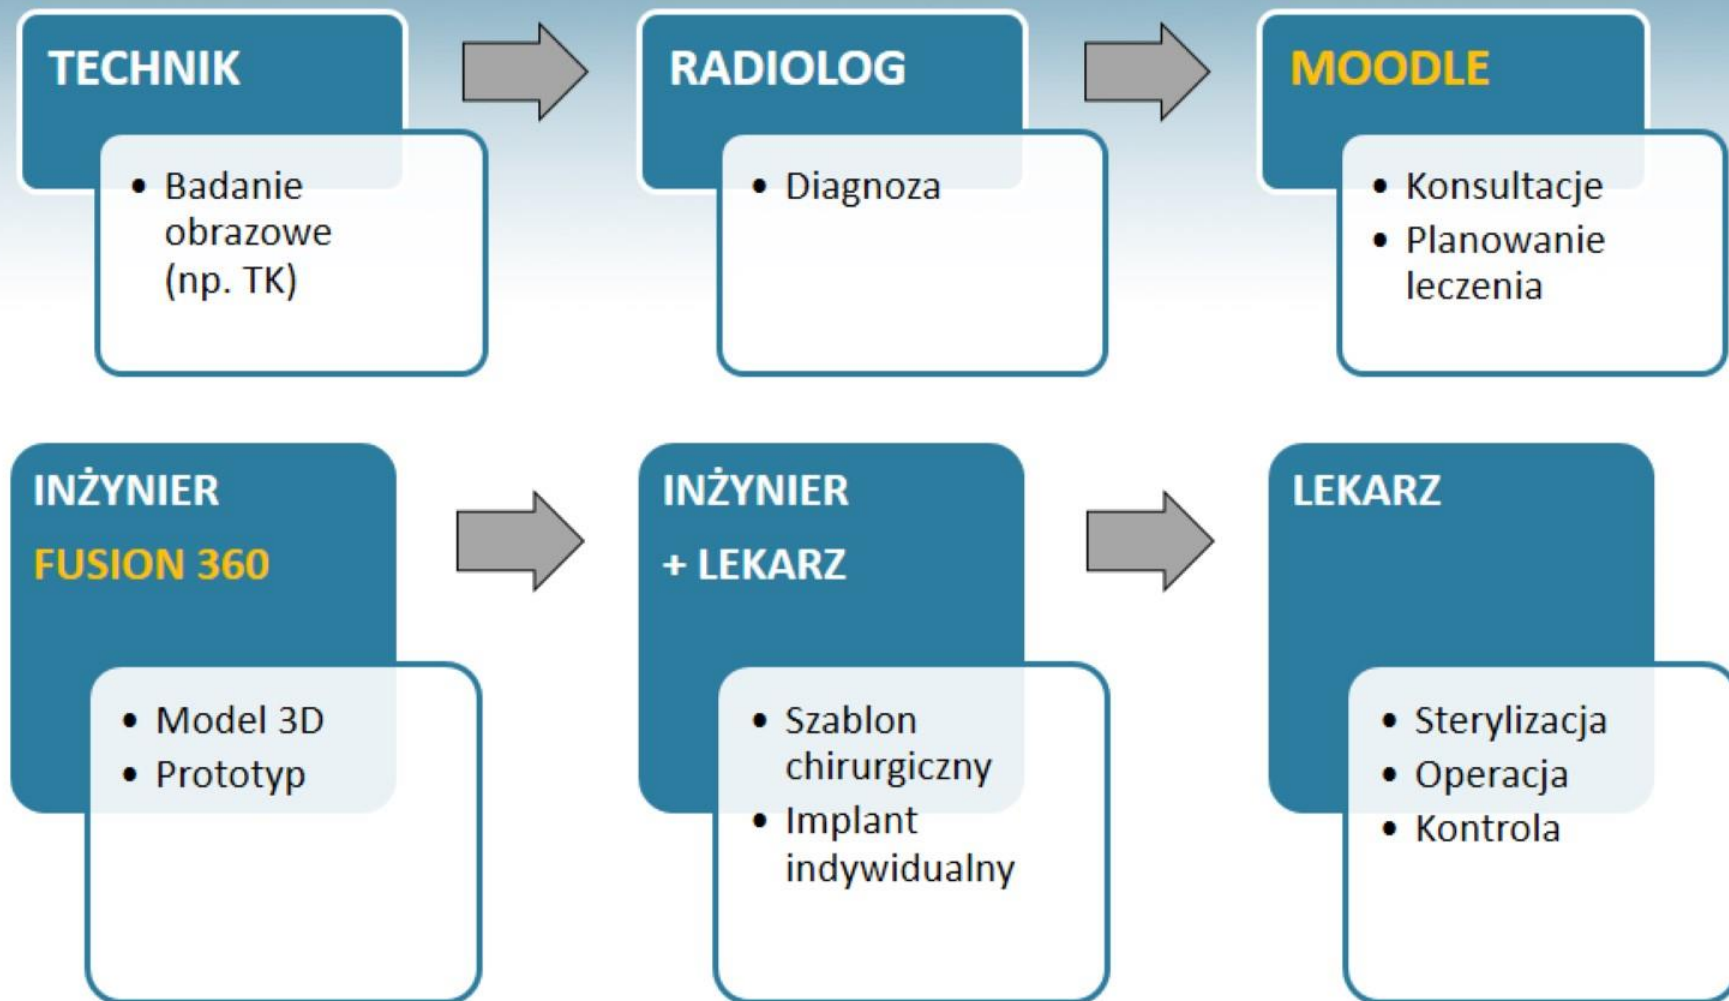 TECHNIK
• Badanie
obrazowe
(np. TK)
RADIOLOG
• Diagnoza
MOODLE
• Konsultacje
• Planowanie
leczenia
INŻYNIER
FUSION 360
• Model 3D
• Prototyp
INŻYNIER
+ LEKARZ
• Szablon
chirurgiczny
• Implant
indywidualny
LEKARZ
• Sterylizacja
• Operacja
• Kontrola